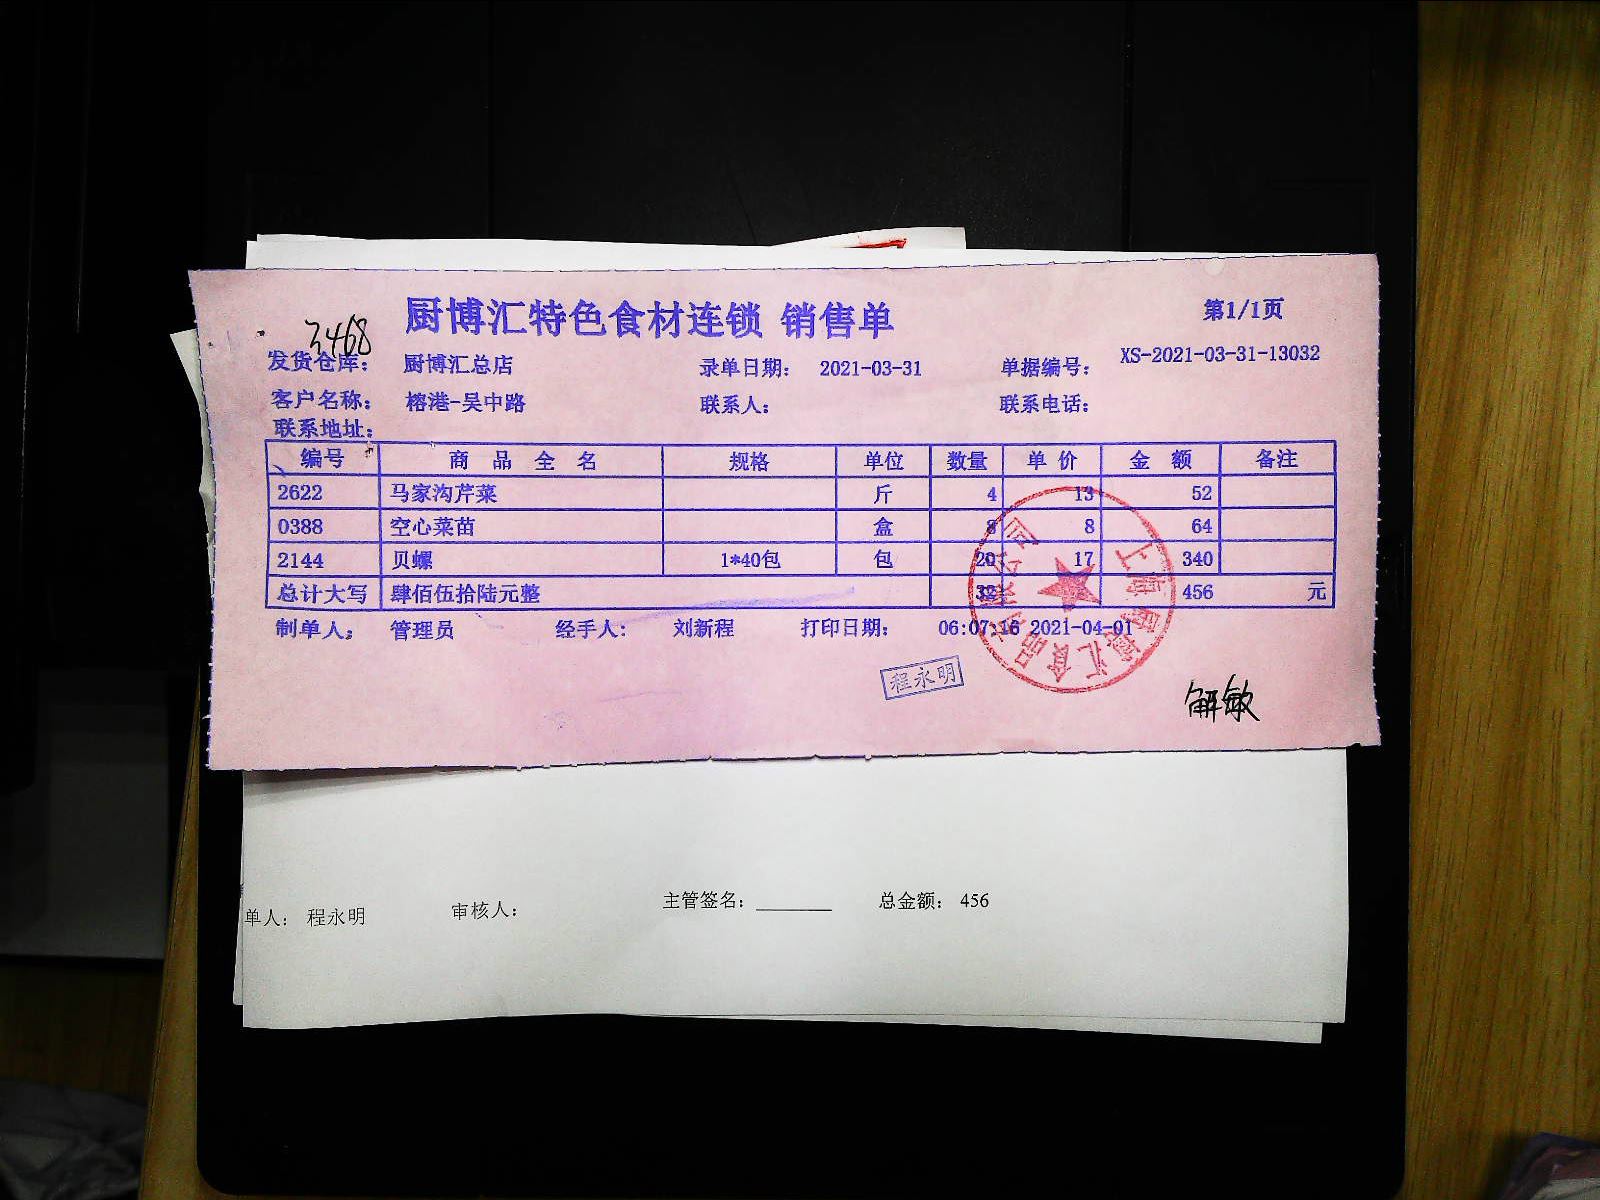 厨博汇特色食材连锁 销售单 第1/1页
3468
发货仓库： 厨博汇总店 录单日期： 2021-03-31 单据编号： XS-2021-03-31-13032
客户名称： 榕港-吴中路 联系人： 联系电话：
联系地址：
编号 商品全名 规格 单位 数量 单价 金额 备注
2622 马家沟芹菜 斤 4 13 52
0388 空心菜苗 盒 8 8 64
2144 贝螺 1*40包 包 20 17 340
总计大写 肆佰伍拾陆元整 32 456 元
制单人： 管理员 经手人： 刘新程 打印日期： 06:07:16 2021-04-01
程永明
解敏
单人： 程永明 审核人： 主管签名： 总金额： 456